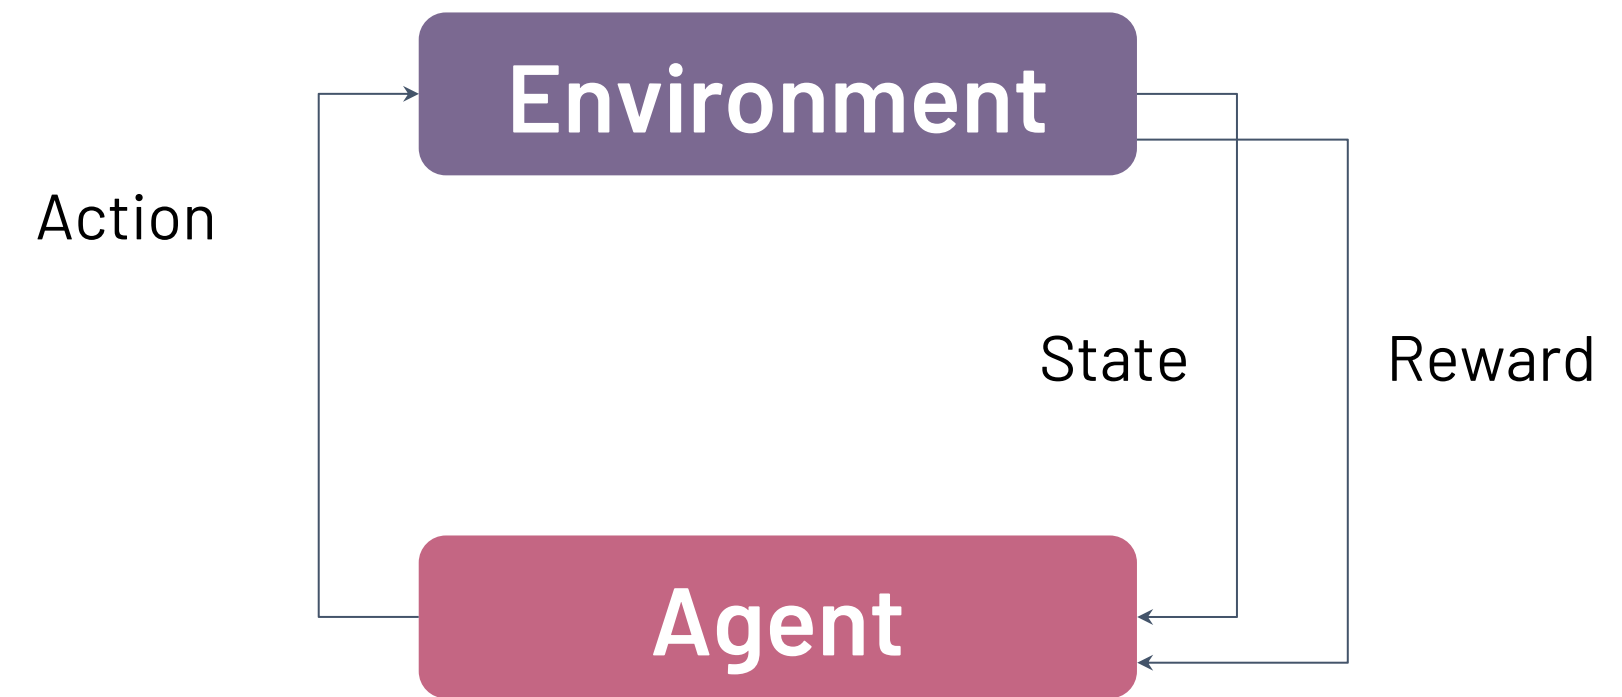 Environment
Action
State
Reward
Agent